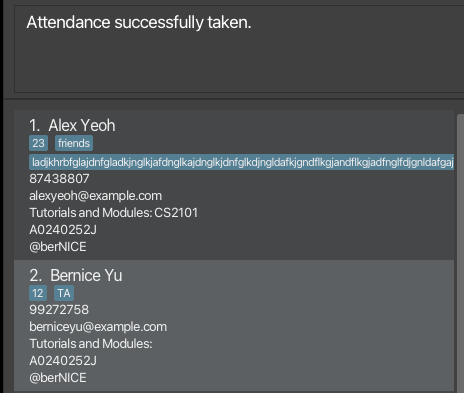 Attendance successfully taken.
1. Alex Yeoh
23 friends
87438807
alexyeoh@example.com
Tutorials and Modules: CS2101
A0240252J
@berNICE
2. Bernice Yu
12 TA
99272758
berniceyu@example.com
Tutorials and Modules:
A0240252J
@berNICE